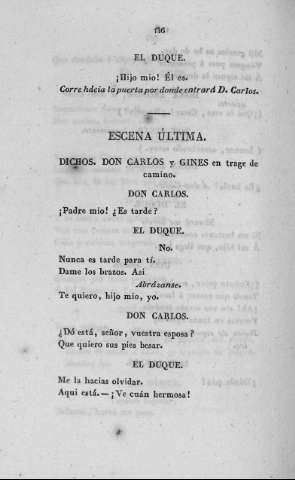 136
EL DUQUE.
¡Hijo mio! Él es.
Corre hácia la puerta por donde entrará D. Carlos.
ESCENA ÚLTIMA.
DICHOS. DON CARLOS y GINES en trage de
camino.
DON CARLOS.
¡Padre mio! ¿Es tarde?
EL DUQUE.
No.
Nunca es tarde para tí.
Dame los brazos. Asi
Abrázanse.
Te quiero, hijo mio, yo.
DON CARLOS.
¿Dó está, señor, vuestra esposa?
Que quiero sus pies besar.
EL DUQUE.
Me la hacias olvidar.
Aqui está.— ¡Ve cuán hermosa!